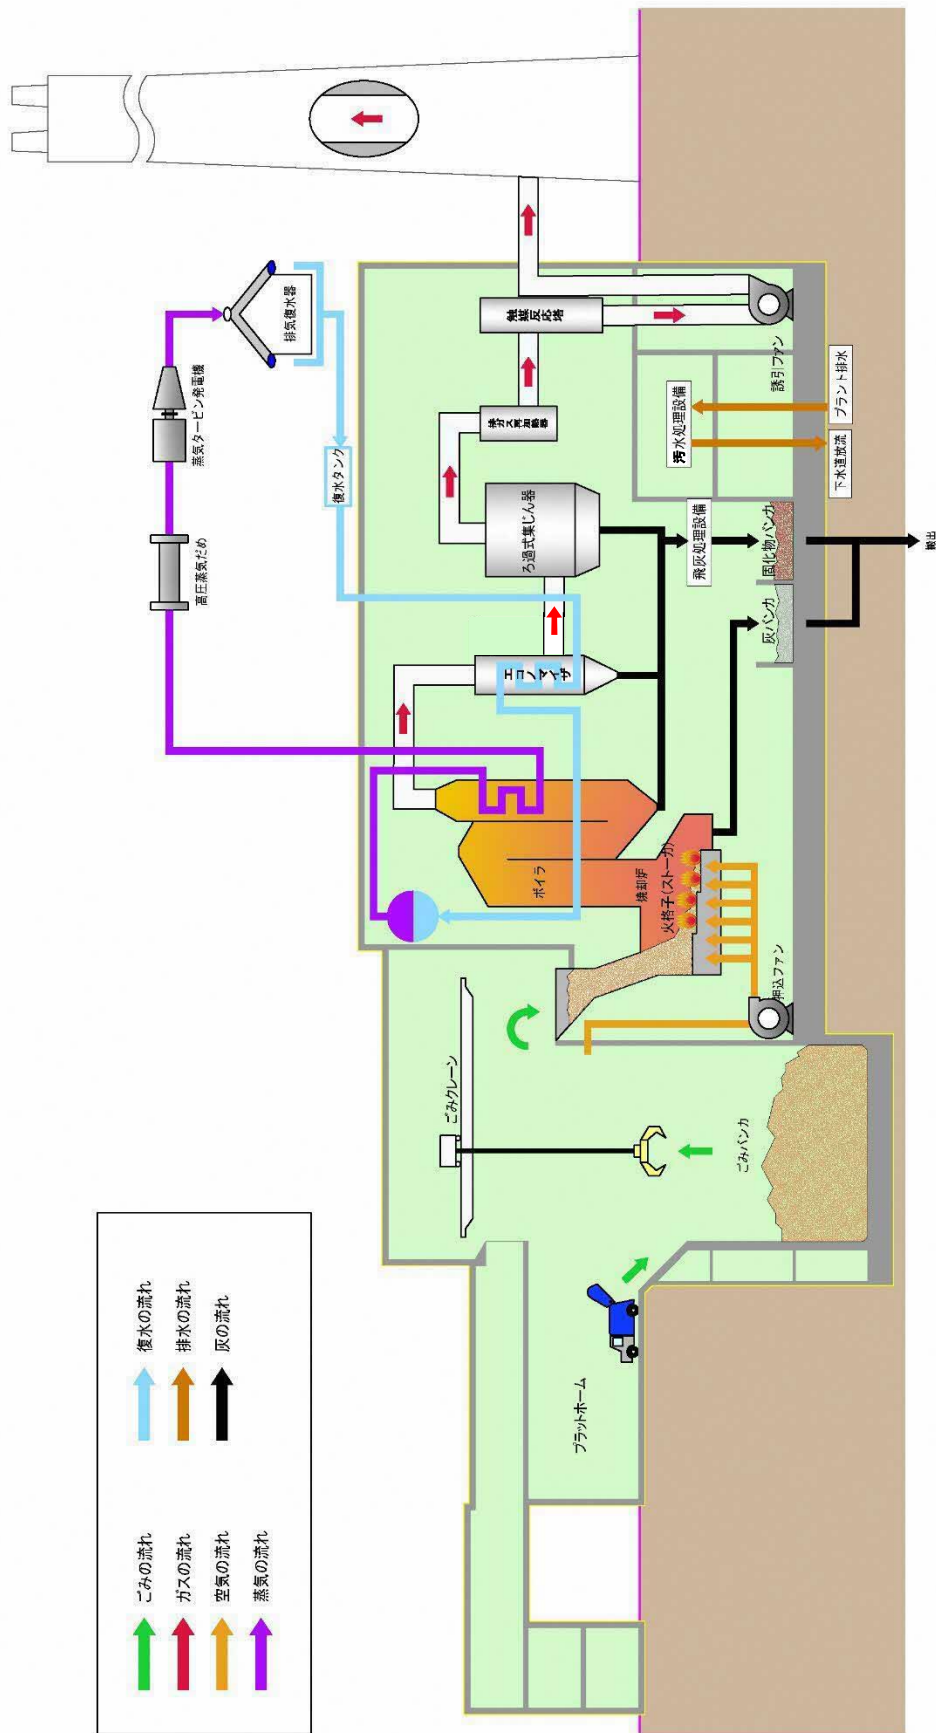 ごみの流れ
ガスの流れ
空気の流れ
蒸気の流れ
復水の流れ
排水の流れ
灰の流れ
プラットホーム
ごみクレーン
ごみバンカ
押込ファン
ボイラ
焼却炉
火格子(ストーカ)
エコノマイザ
高圧蒸気だめ
蒸気タービン発電機
排気復水器
復水タンク
ろ過式集じん器
排ガス再加熱器
触媒反応塔
飛灰処理設備
灰バンカ
固化物バンカ
搬出
汚水処理設備
下水道放流
プラント排水
誘引ファン